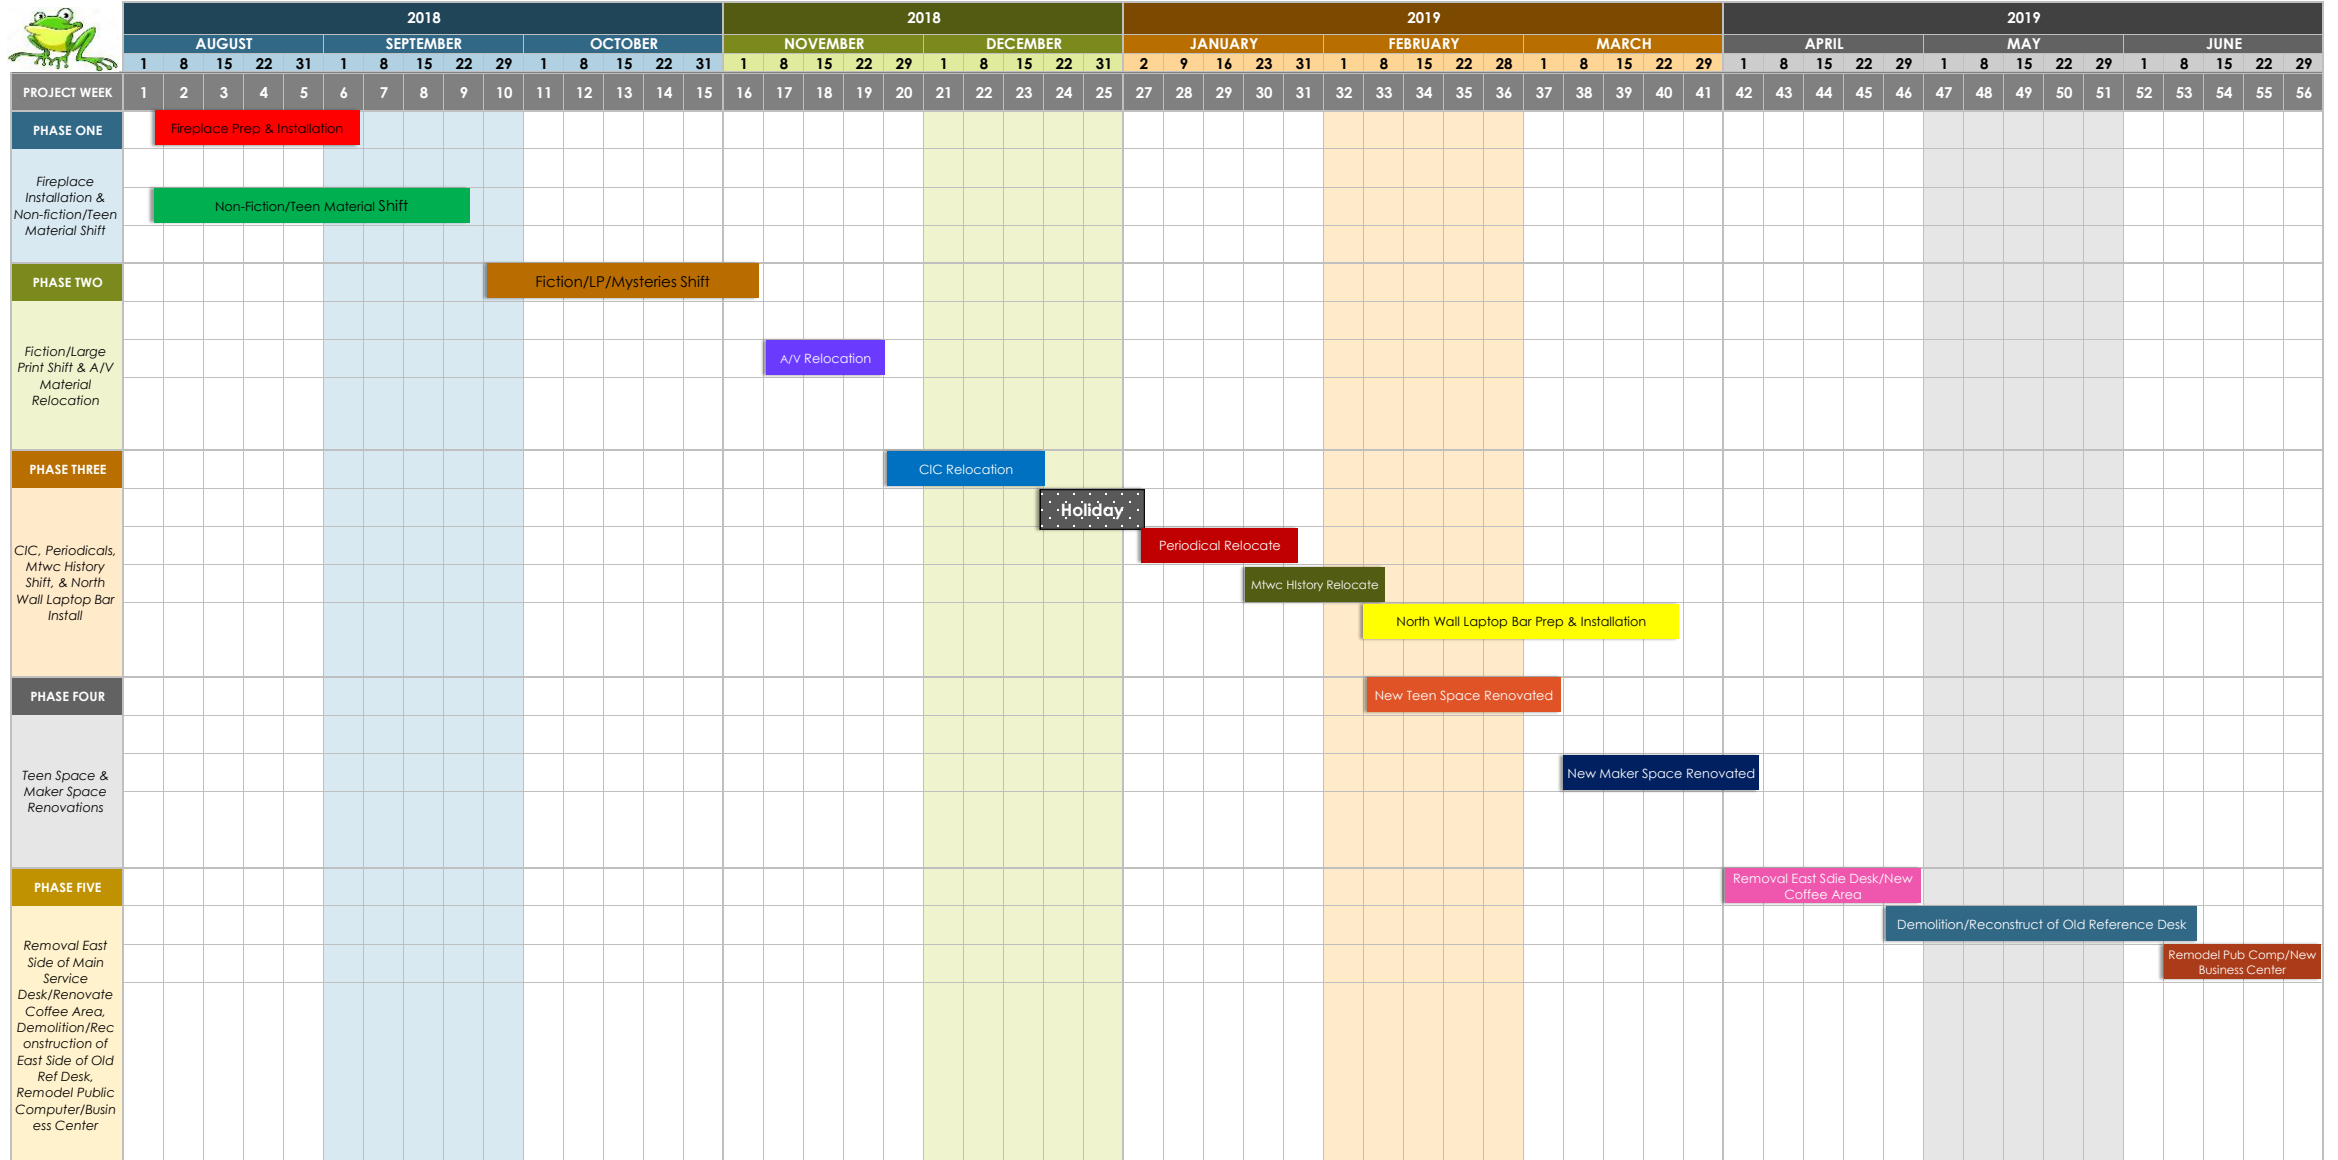 2018 2018 2019 2019
AUGUST SEPTEMBER OCTOBER NOVEMBER DECEMBER JANUARY FEBRUARY MARCH APRIL MAY JUNE
1 8 15 22 31 1 8 15 22 29 1 8 15 22 31 1 8 15 22 29 1 8 15 22 31 2 9 16 23 31 1 8 15 22 28 1 8 15 22 29 1 8 15 22 29 1 8 15 22 29 1 8 15 22 29
PROJECT WEEK 1 2 3 4 5 6 7 8 9 10 11 12 13 14 15 16 17 18 19 20 21 22 23 24 25 27 28 29 30 31 32 33 34 35 36 37 38 39 40 41 42 43 44 45 46 47 48 49 50 51 52 53 54 55 56
PHASE ONE
Fireplace Prep & Installation
Fireplace
Installation &
Non-fiction/Teen
Material Shift
Non-Fiction/Teen Material Shift
PHASE TWO
Fiction/LP/Mysteries Shift
Fiction/Large
Print Shift & A/V
Material
Relocation
A/V Relocation
PHASE THREE
CIC Relocation
Holiday
CIC, Periodicals,
Mtwc History
Shift, & North
Wall Laptop Bar
Install
Periodical Relocate
Mtwc HIstory Relocate
North Wall Laptop Bar Prep & Installation
PHASE FOUR
New Teen Space Renovated
Teen Space &
Maker Space
Renovations
New Maker Space Renovated
PHASE FIVE
Removal East Sdie Desk/New
Coffee Area
Demolition/Reconstruct of Old Reference Desk
Remodel Pub Comp/New
Business Center
Removal East
Side of Main
Service
Desk/Renovate
Coffee Area,
Demolition/Rec
onstruction of
East Side of Old
Ref Desk,
Remodel Public
Computer/Busin
ess Center